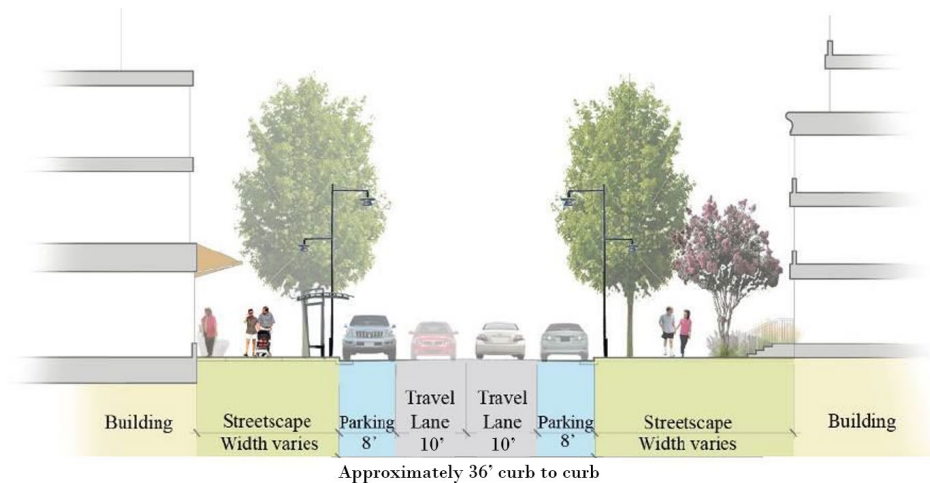 Building
Streetscape
Width varies
Parking
8’
Travel
Lane
10’
Travel
Lane
10’
Parking
8’
Streetscape
Width varies
Building
Approximately 36’ curb to curb